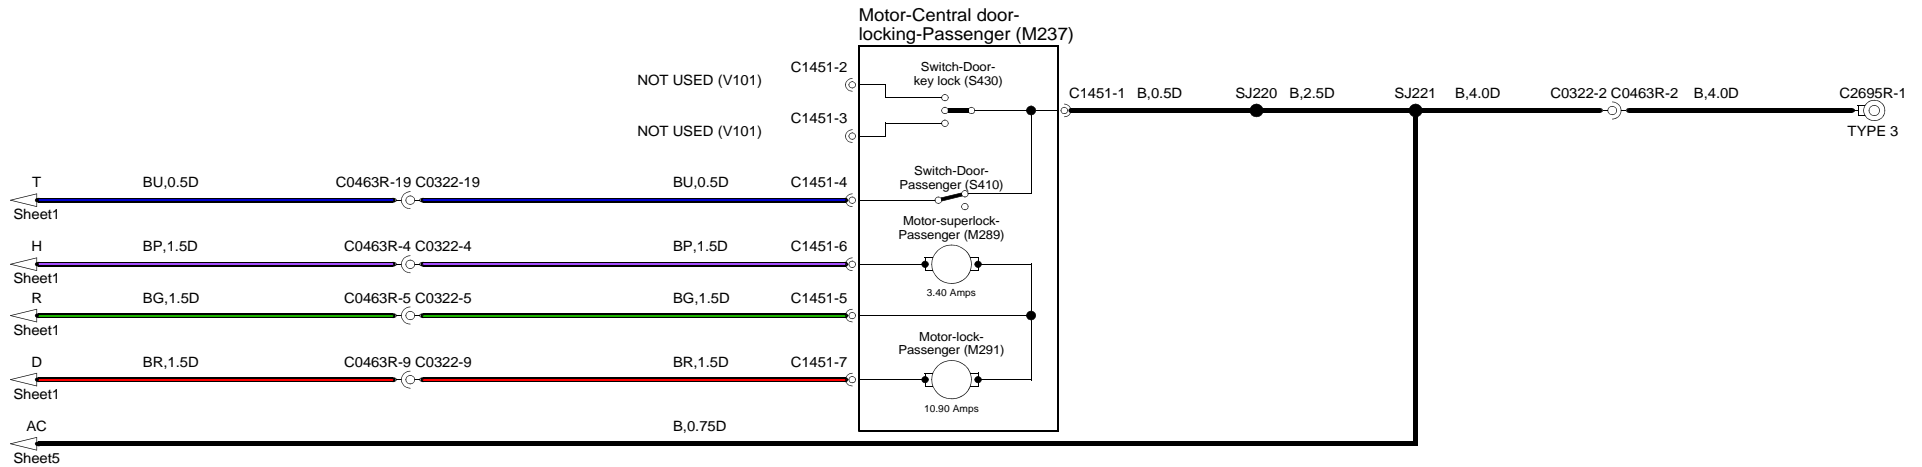 Motor-Central door-
locking-Passenger (M237)
NOT USED (V101)
C1451-2
Switch-Door-
key lock (S430)
C1451-1 B,0.5D SJ220 B,2.5D SJ221 B,4.0D C0322-2 C0463R-2 B,4.0D C2695R-1
TYPE 3
NOT USED (V101)
C1451-3
T BU,0.5D C0463R-19 C0322-19 BU,0.5D C1451-4
Sheet1
Switch-Door-
Passenger (S410)
H BP,1.5D C0463R-4 C0322-4 BP,1.5D C1451-6
Sheet1
Motor-superlock-
Passenger (M289)
3.40 Amps
R BG,1.5D C0463R-5 C0322-5 BG,1.5D C1451-5
Sheet1
D BR,1.5D C0463R-9 C0322-9 BR,1.5D C1451-7
Sheet1
Motor-lock-
Passenger (M291)
10.90 Amps
AC B,0.75D
Sheet5